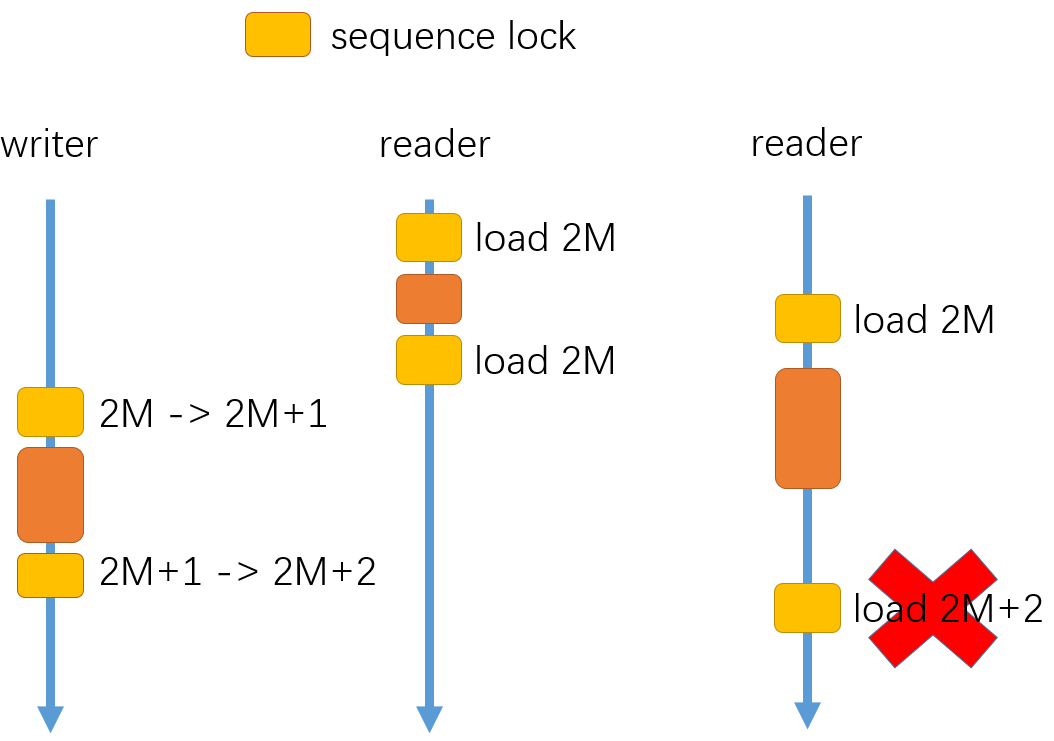 sequence lock
writer
reader
reader
load 2M
load 2M
load 2M
2M -> 2M+1
2M+1 -> 2M+2
load 2M+2